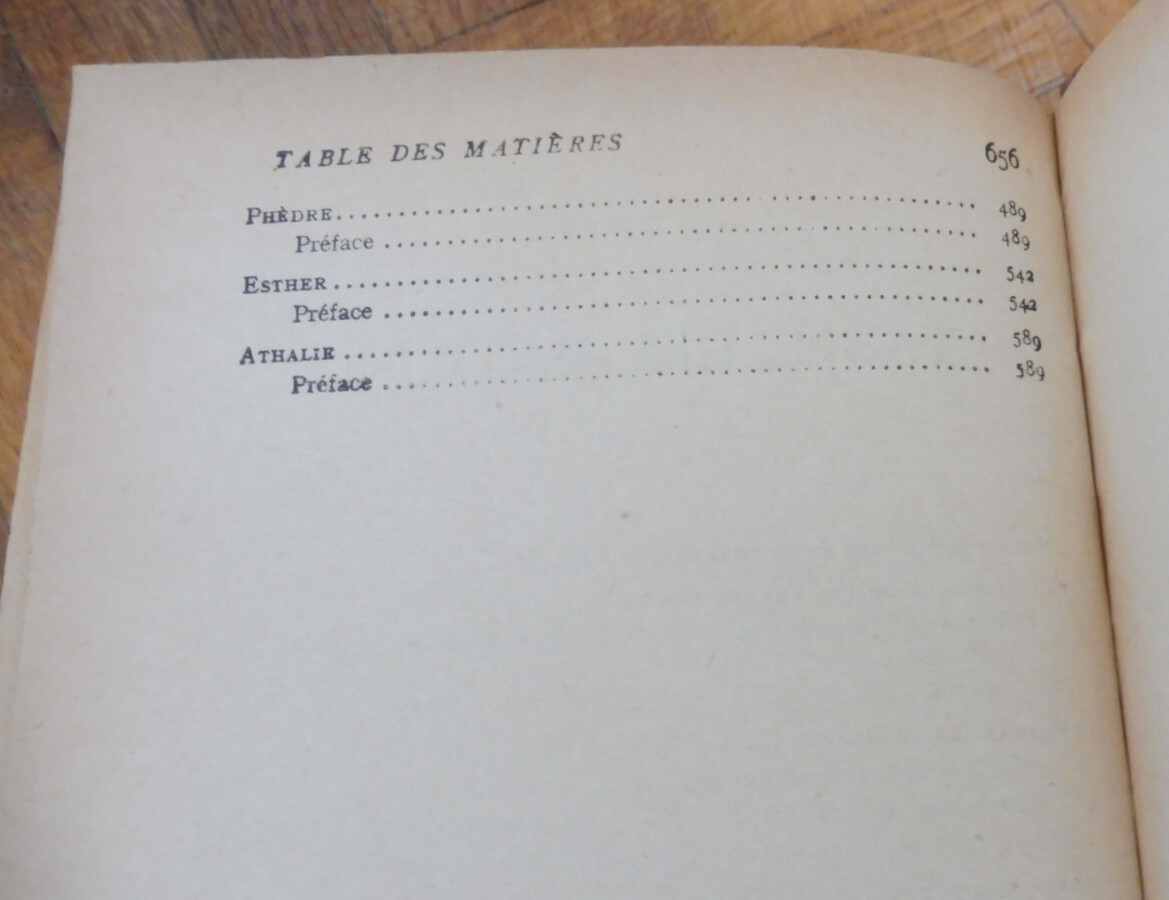 TABLE DES MATIÈRES 656
PHÈDRE 489
Préface 489
ESTHER 542
Préface 542
ATHALIE 589
Préface 589